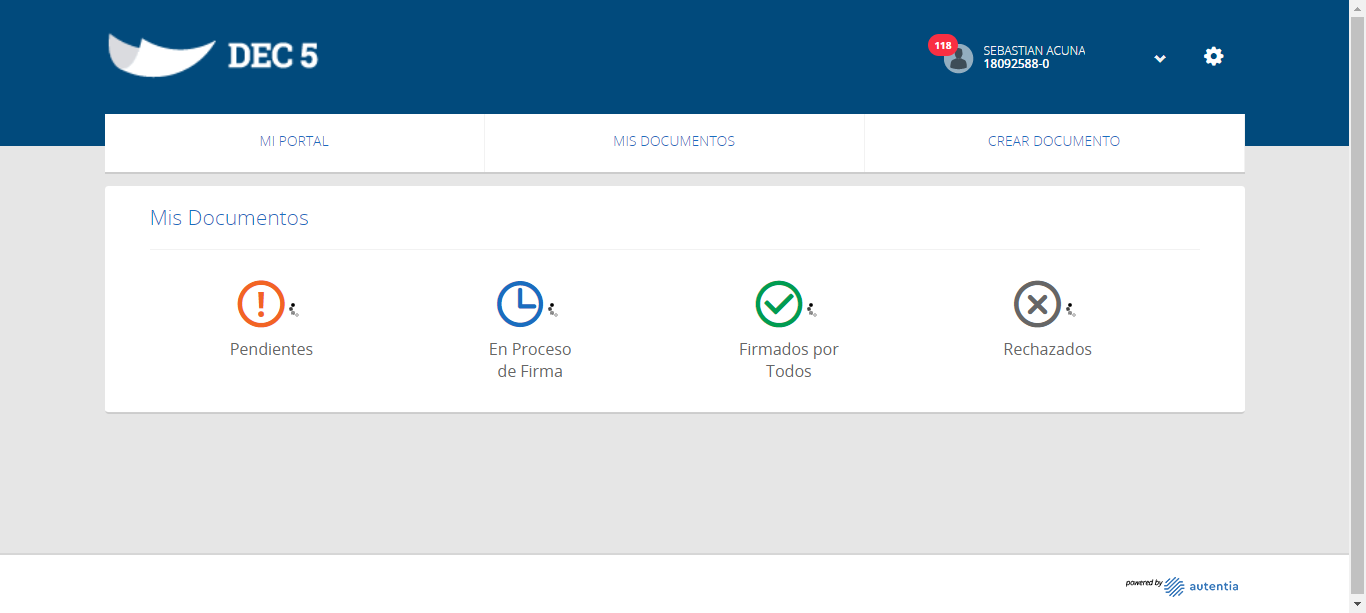 DEC 5
118
SEBASTIAN ACUNA
18092588-0
MI PORTAL
MIS DOCUMENTOS
CREAR DOCUMENTO
Mis Documentos
Pendientes
En Proceso
de Firma
Firmados por
Todos
Rechazados
powered by
autentia